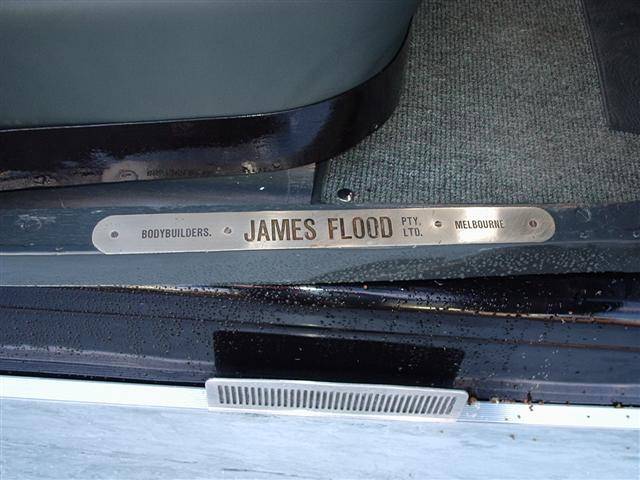 BODYBUILDERS. JAMES FLOOD PTY. LTD. MELBOURNE